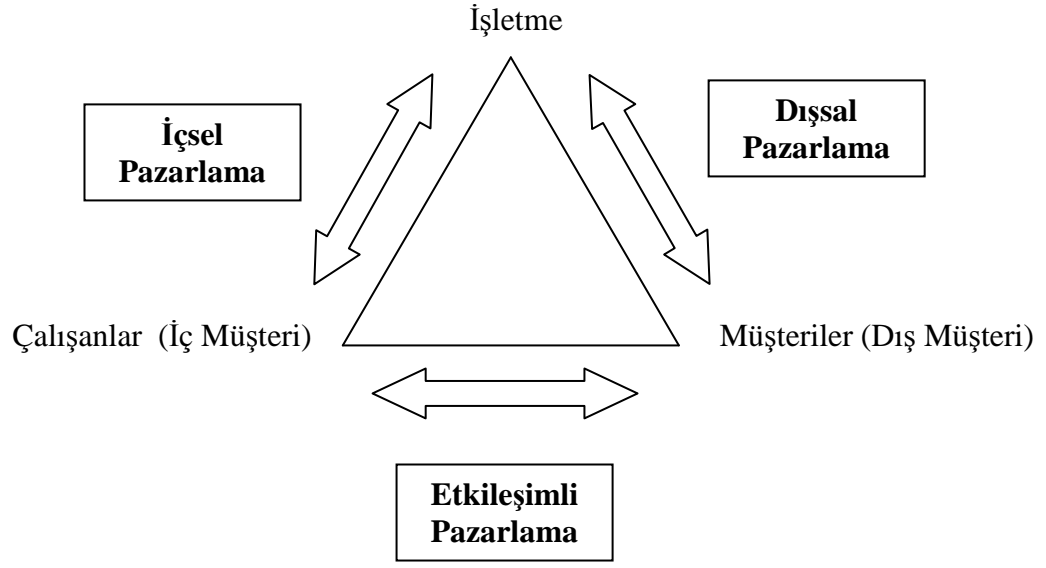 İşletme
İçsel
Pazarlama
Dışsal
Pazarlama
Çalışanlar  (İç Müşteri)
Müşteriler (Dış Müşteri)
Etkileşimli
Pazarlama